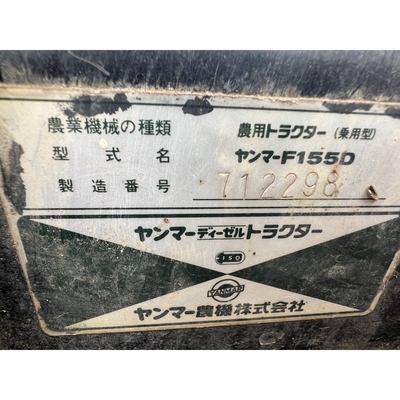 農業機械の種類 農用トラクター (乗用型)
型式名 ヤンマーF155D
製造番号 712298
ヤンマーディーゼルトラクター
ISO
YANMAR
ヤンマー農機株式会社